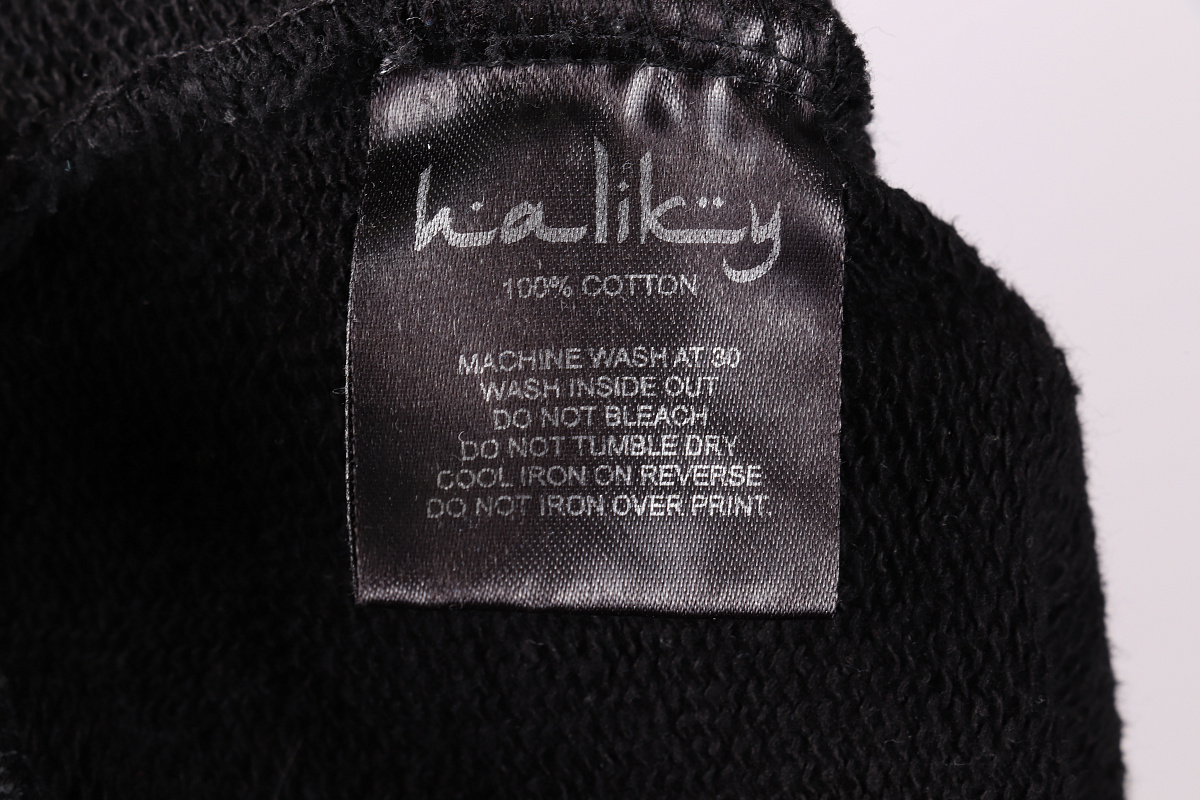 haliky
100% COTTON
MACHINE WASH AT 30
WASH INSIDE OUT
DO NOT BLEACH
DO NOT TUMBLE DRY
COOL IRON ON REVERSE
DO NOT IRON OVER PRINT.